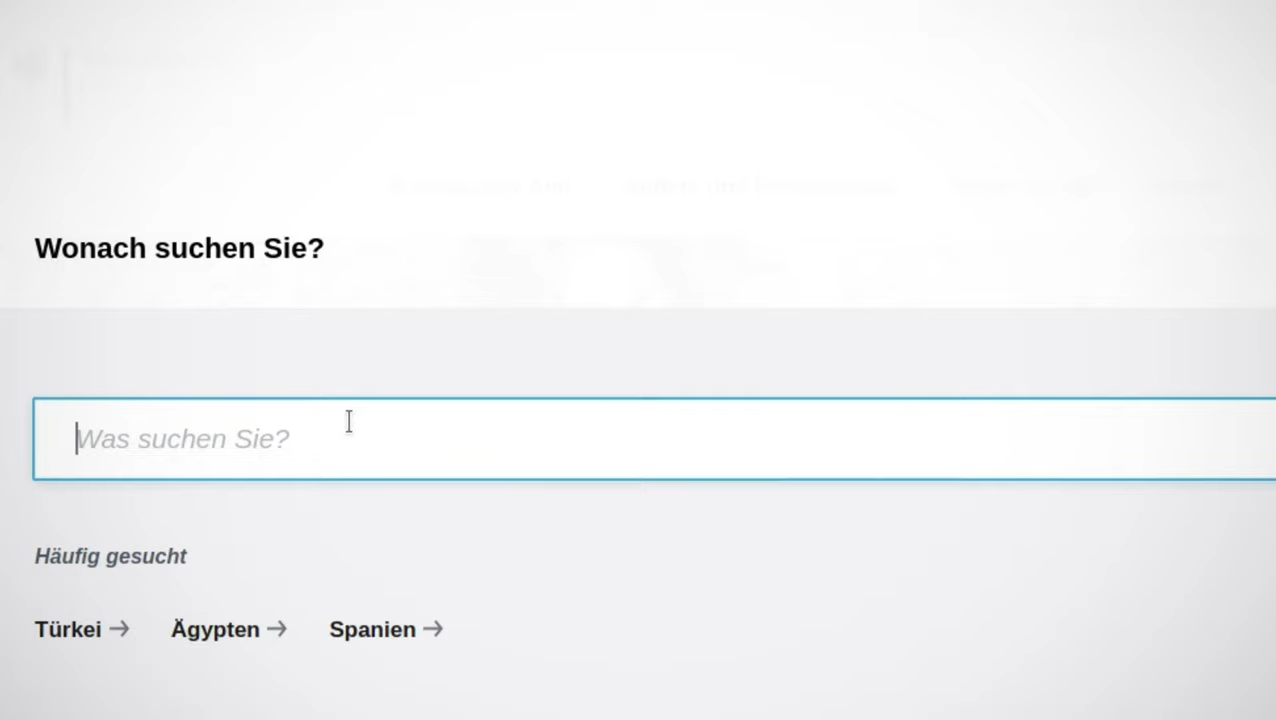 Wonach suchen Sie?
Was suchen Sie?
Häufig gesucht
Türkei → Ägypten → Spanien →